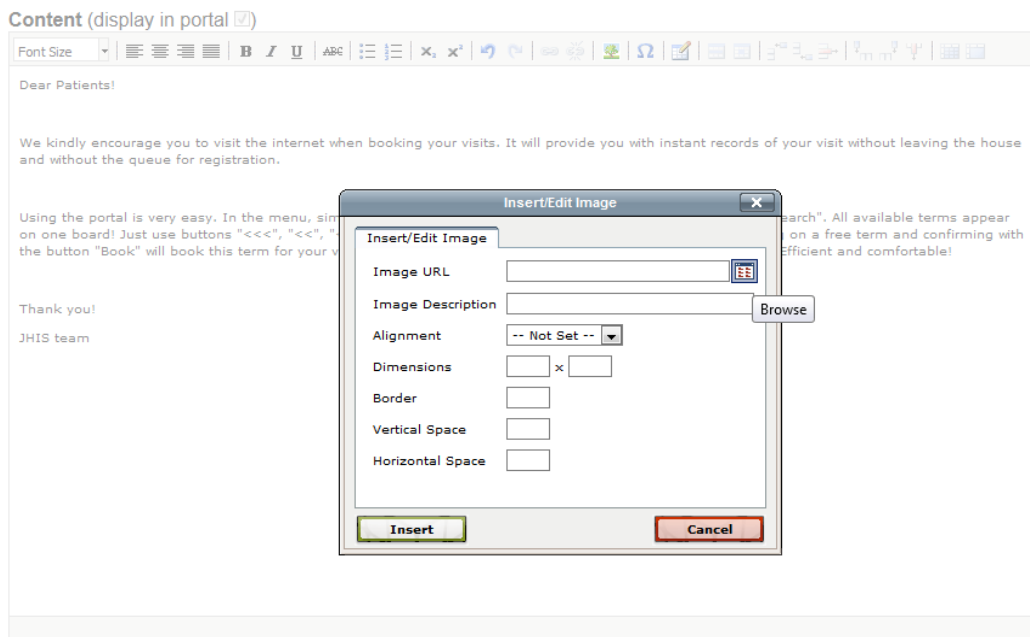 Content (display in portal)
Font Size
B I U ABC x₂ x² Ω
Dear Patients!
We kindly encourage you to visit the internet when booking your visits. It will provide you with instant records of your visit without leaving the house
and without the queue for registration.
Using the portal is very easy. In the menu, earch". All available terms appear
on one board! Just use buttons "<<<", "<<", " on a free term and confirming with
the button "Book" will book this term for your Efficient and comfortable!
Thank you!
JHIS team
Insert/Edit Image
Insert/Edit Image
Image URL
Browse
Image Description
Alignment
-- Not Set --
Dimensions
x
Border
Vertical Space
Horizontal Space
Insert
Cancel